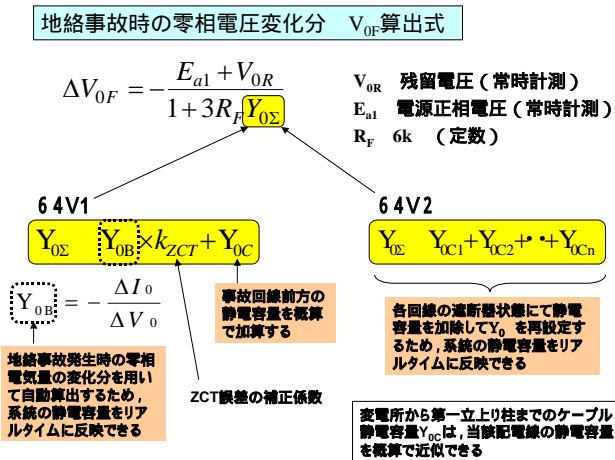 地絡事故時の零相電圧変化分　V0F算出式
ΔV0F = − (Ea1 + V0R) / (1 + 3RF Y0Σ)
V0R　残留電圧 ( 常時計測 )
Ea1　電源正相電圧 ( 常時計測 )
RF　6k　( 定数 )
６４V1
Y0Σ　Y0B × kZCT + Y0C
Y0B = − ΔI0 / ΔV0
事故回線前方の
静電容量を概算
で加算する
地絡事故発生時の零相
電気量の変化分を用い
て自動算出するため ,
系統の静電容量をリア
ルタイムに反映できる
ZCT誤差の補正係数
６４V2
Y0Σ　Y0C1+Y0C2+・・+Y0Cn
各回線の遮断器状態にて静電
容量を加除してY0 を再設定す
るため , 系統の静電容量をリア
ルタイムに反映できる
変電所から第一立上り柱までのケーブル
静電容量Y0Cは , 当該配電線の静電容量
を概算で近似できる